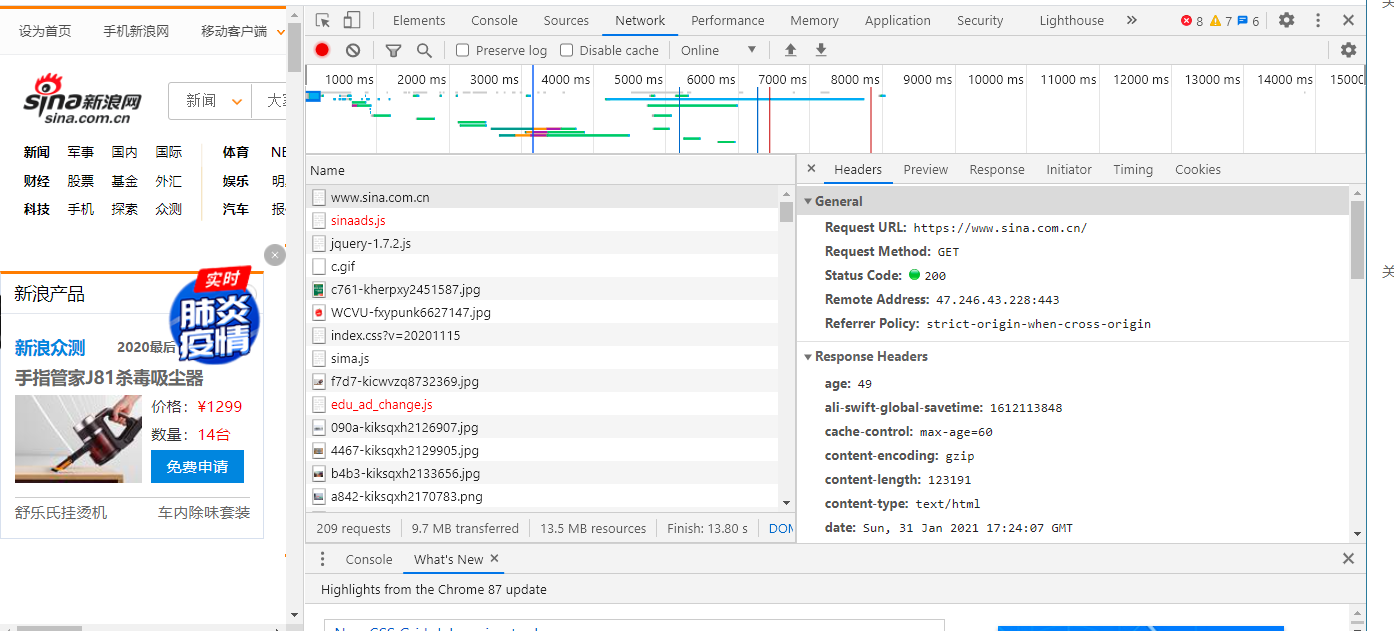 设为首页 手机新浪网 移动客户端
sina新浪网
sina.com.cn
新闻 大家
新闻 军事 国内 国际 体育
财经 股票 基金 外汇 娱乐
科技 手机 探索 众测 汽车
新浪产品
实时
肺炎
疫情
新浪众测 2020最后
手指管家J81杀毒吸尘器
价格：¥1299
数量：14台
免费申请
舒乐氏挂烫机 车内除味套装
Elements Console Sources Network Performance Memory Application Security Lighthouse 8 7 6
Preserve log Disable cache Online
1000 ms 2000 ms 3000 ms 4000 ms 5000 ms 6000 ms 7000 ms 8000 ms 9000 ms 10000 ms 11000 ms 12000 ms 13000 ms 14000 ms 1500
Name
www.sina.com.cn
sinaads.js
jquery-1.7.2.js
c.gif
c761-kherpxy2451587.jpg
WCVU-fxypunk6627147.jpg
index.css?v=20201115
sima.js
f7d7-kicwvzq8732369.jpg
edu_ad_change.js
090a-kiksqxh2126907.jpg
4467-kiksqxh2129905.jpg
b4b3-kiksqxh2133656.jpg
a842-kiksqxh2170783.png
209 requests 9.7 MB transferred 13.5 MB resources Finish: 13.80 s DON
Headers Preview Response Initiator Timing Cookies
General
Request URL: https://www.sina.com.cn/
Request Method: GET
Status Code: 200
Remote Address: 47.246.43.228:443
Referrer Policy: strict-origin-when-cross-origin
Response Headers
age: 49
ali-swift-global-savetime: 1612113848
cache-control: max-age=60
content-encoding: gzip
content-length: 123191
content-type: text/html
date: Sun, 31 Jan 2021 17:24:07 GMT
Console What's New
Highlights from the Chrome 87 update